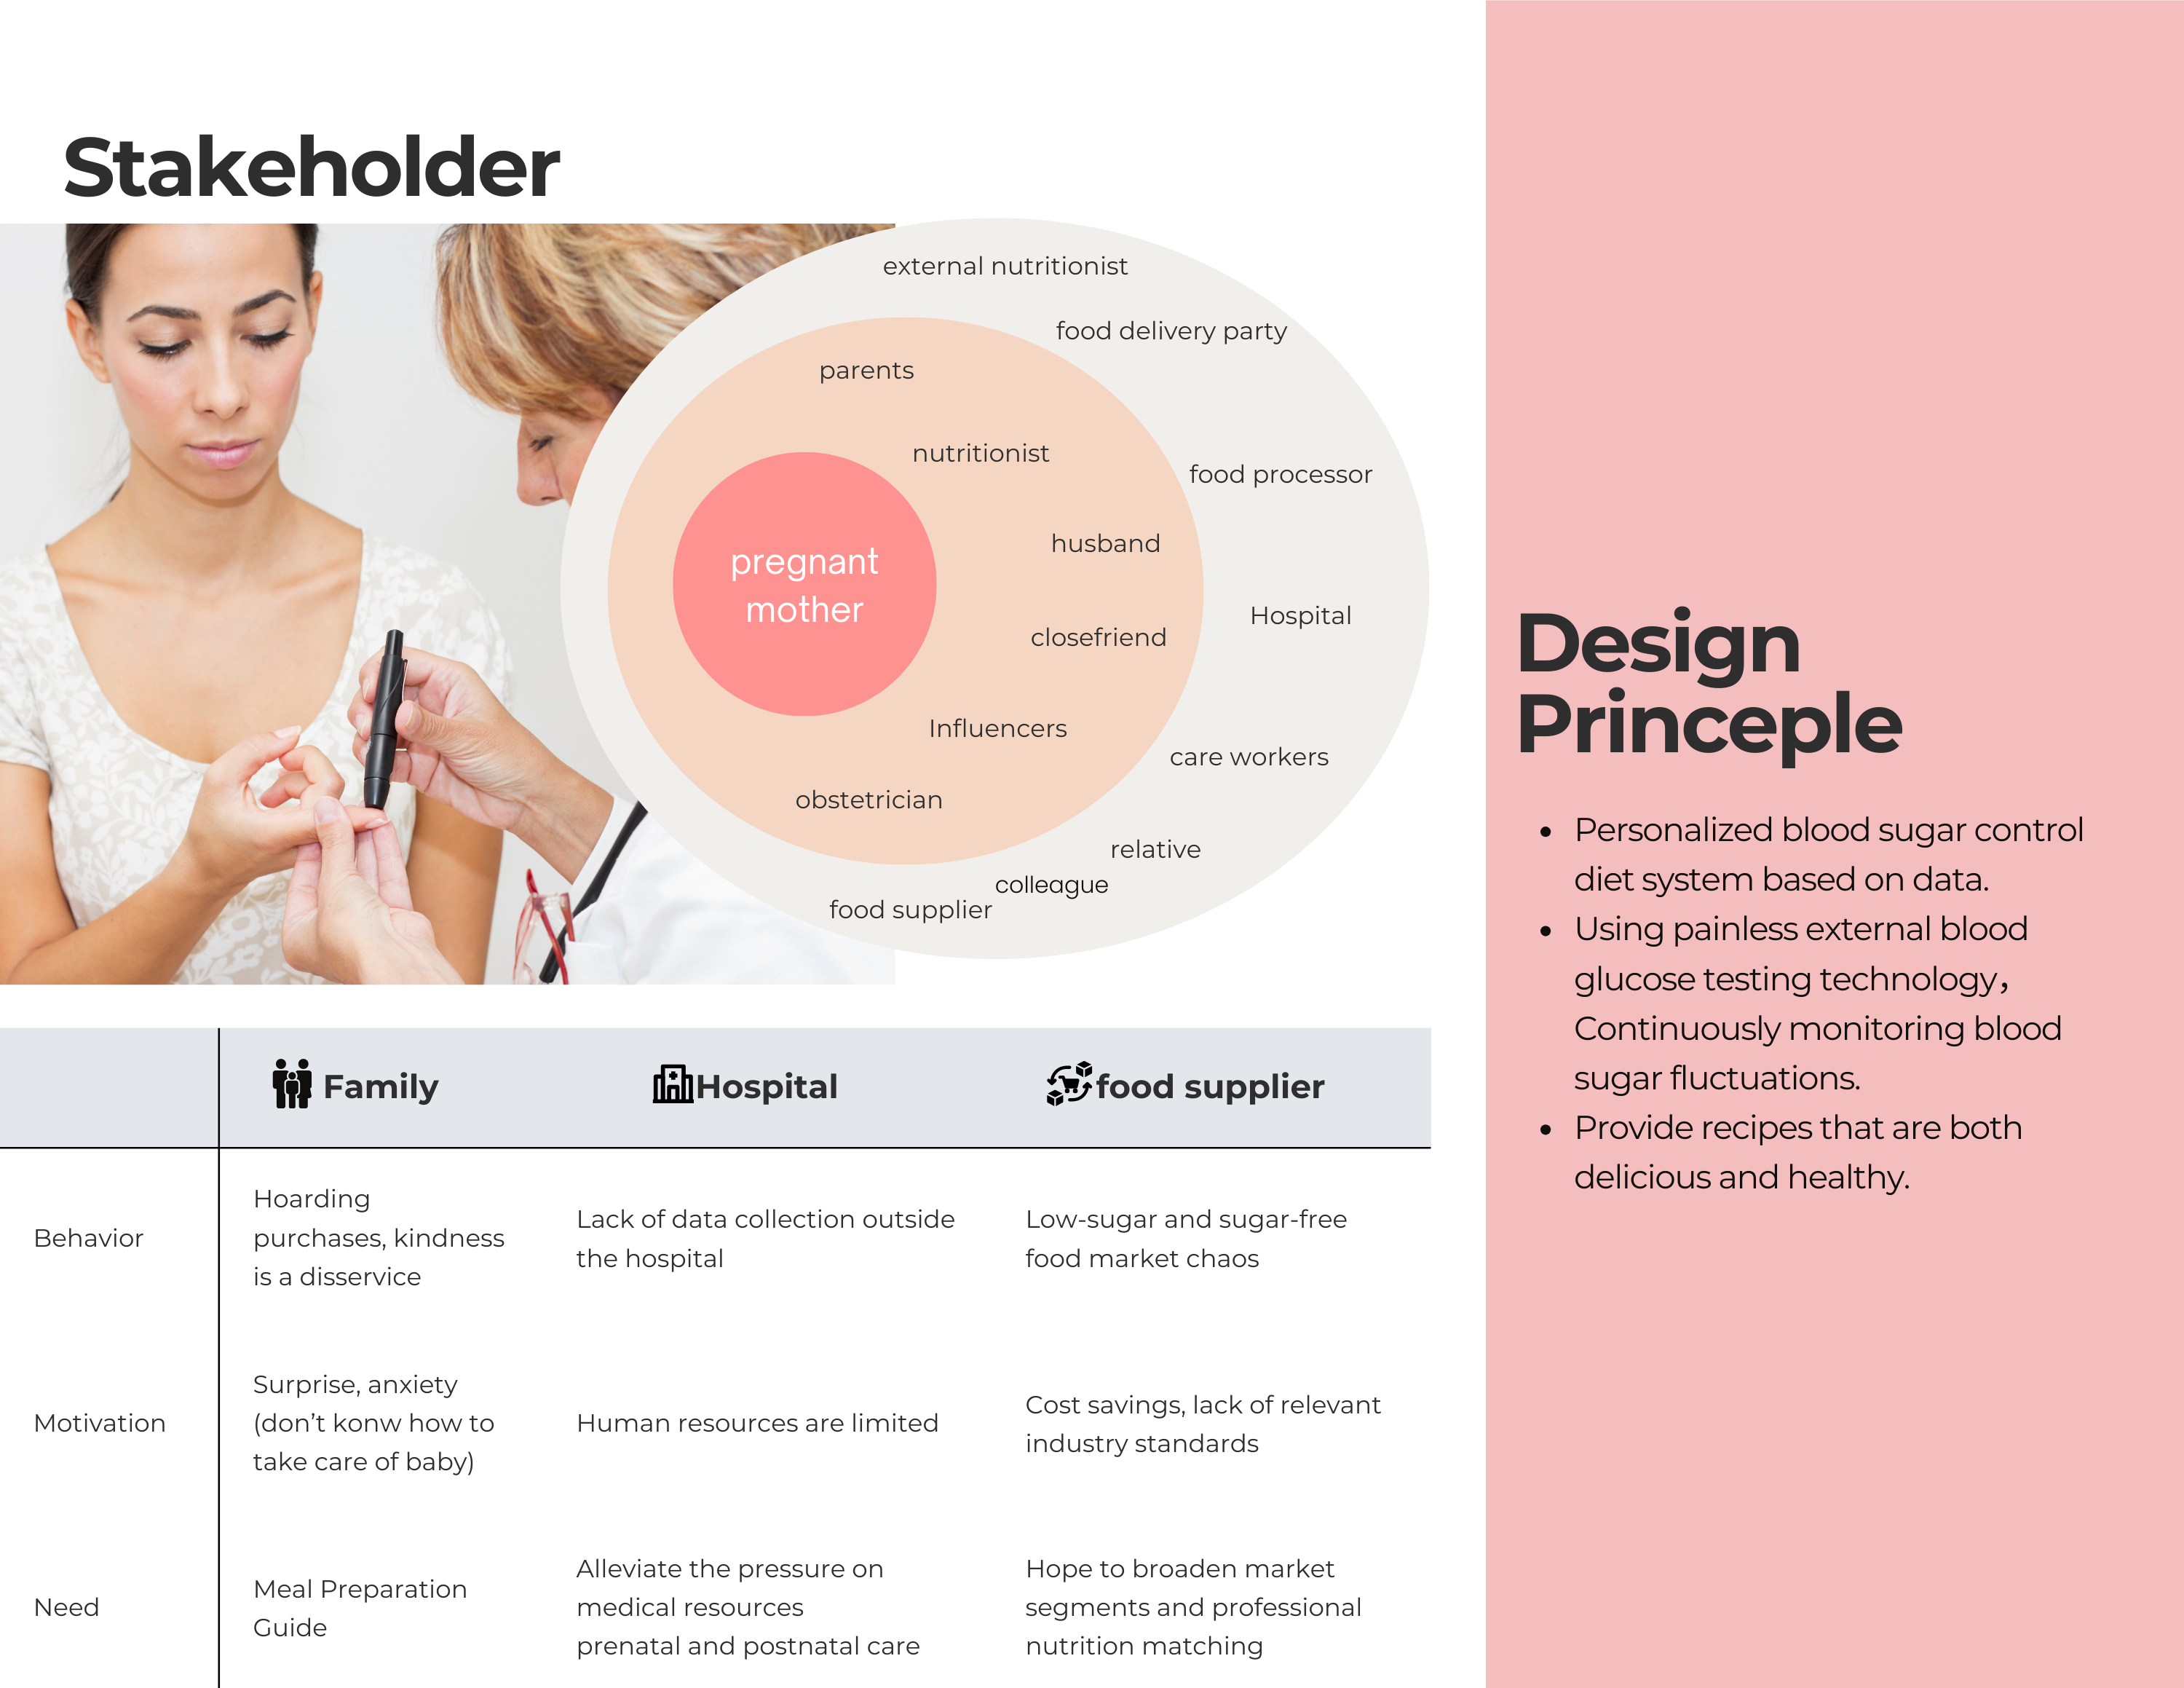 Stakeholder
external nutritionist
food delivery party
parents
nutritionist
food processor
husband
pregnant
mother
Hospital
closefriend
Influencers
care workers
obstetrician
relative
colleague
food supplier
Family
Hospital
food supplier
Behavior
Hoarding
purchases, kindness
is a disservice
Lack of data collection outside
the hospital
Low-sugar and sugar-free
food market chaos
Motivation
Surprise, anxiety
(don’t konw how to
take care of baby)
Human resources are limited
Cost savings, lack of relevant
industry standards
Need
Meal Preparation
Guide
Alleviate the pressure on
medical resources
prenatal and postnatal care
Hope to broaden market
segments and professional
nutrition matching
Design
Princeple
• Personalized blood sugar control
diet system based on data.
• Using painless external blood
glucose testing technology，
Continuously monitoring blood
sugar fluctuations.
• Provide recipes that are both
delicious and healthy.